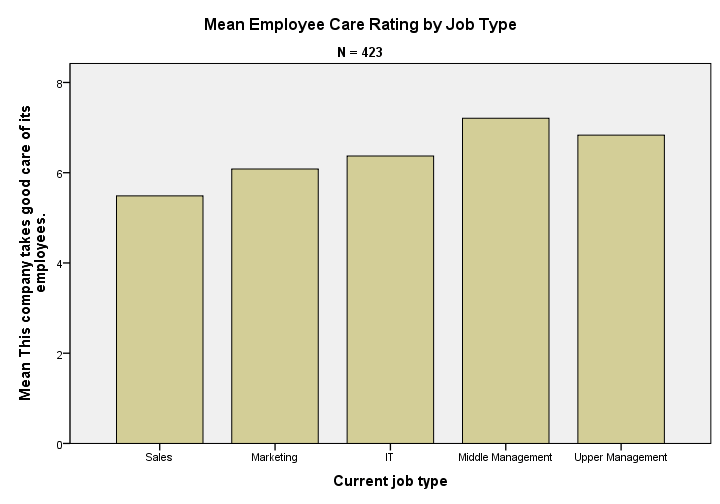 Mean Employee Care Rating by Job Type
N = 423
Mean This company takes good care of its
employees.
8
6
4
2
0
Sales
Marketing
IT
Middle Management
Upper Management
Current job type